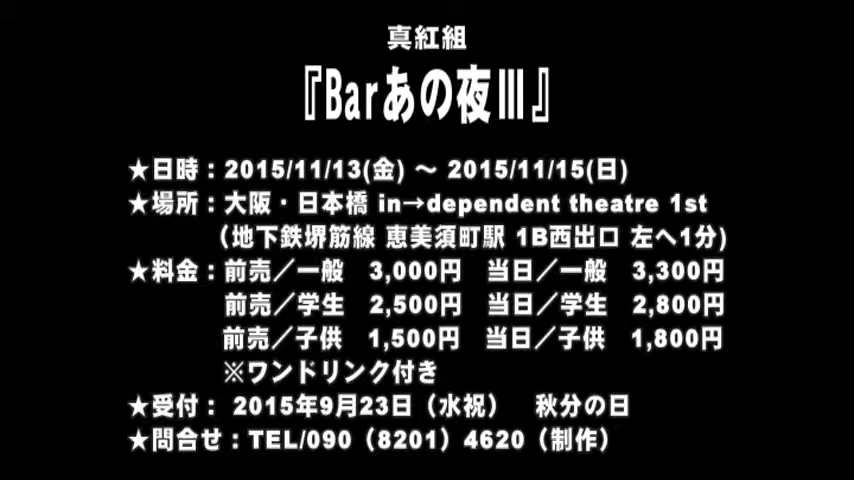 真紅組
『Barあの夜Ⅲ』
★日時：2015/11/13(金) ～ 2015/11/15(日)
★場所：大阪・日本橋 in→dependent theatre 1st
（地下鉄堺筋線 恵美須町駅 1B西出口 左へ1分)
★料金：前売／一般　3,000円　当日／一般　3,300円
前売／学生　2,500円　当日／学生　2,800円
前売／子供　1,500円　当日／子供　1,800円
※ワンドリンク付き
★受付： 2015年9月23日（水祝）　秋分の日
★問合せ：TEL/090（8201）4620（制作）